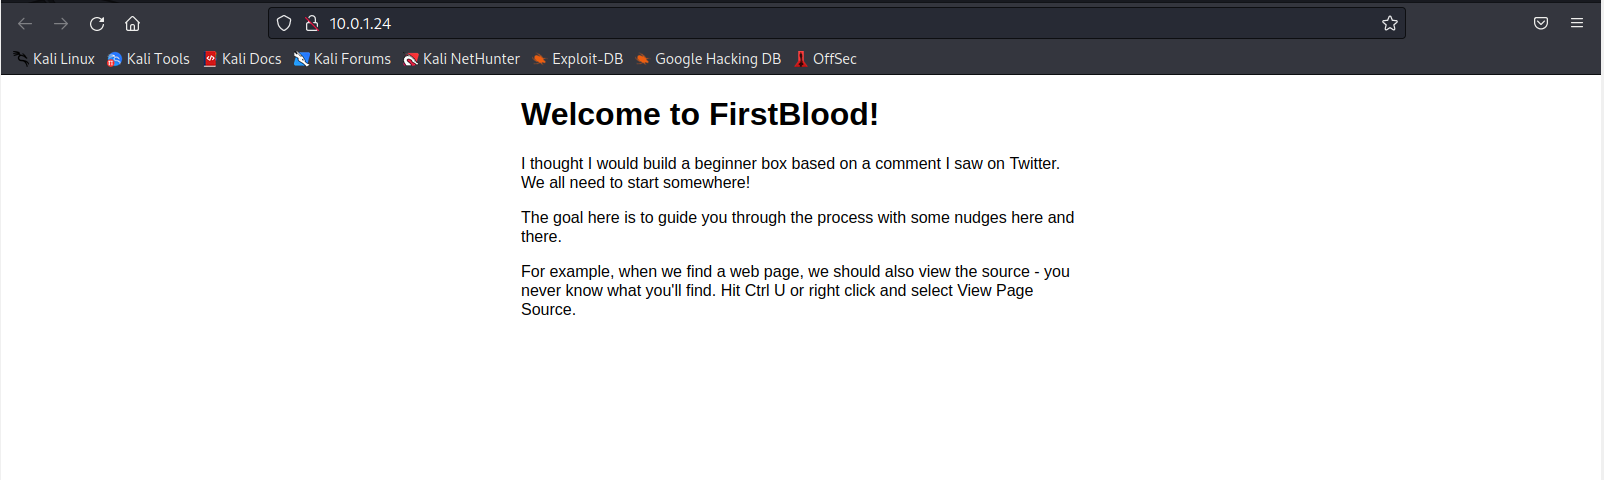 10.0.1.24
Kali Linux Kali Tools Kali Docs Kali Forums Kali NetHunter Exploit-DB Google Hacking DB OffSec
Welcome to FirstBlood!
I thought I would build a beginner box based on a comment I saw on Twitter.
We all need to start somewhere!
The goal here is to guide you through the process with some nudges here and
there.
For example, when we find a web page, we should also view the source - you
never know what you'll find. Hit Ctrl U or right click and select View Page
Source.